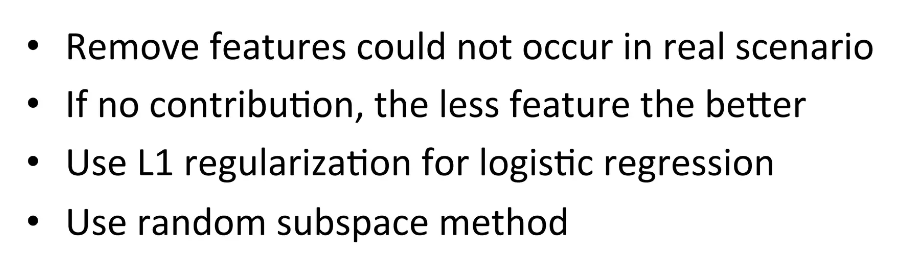 • Remove features could not occur in real scenario
• If no contribution, the less feature the better
• Use L1 regularization for logistic regression
• Use random subspace method